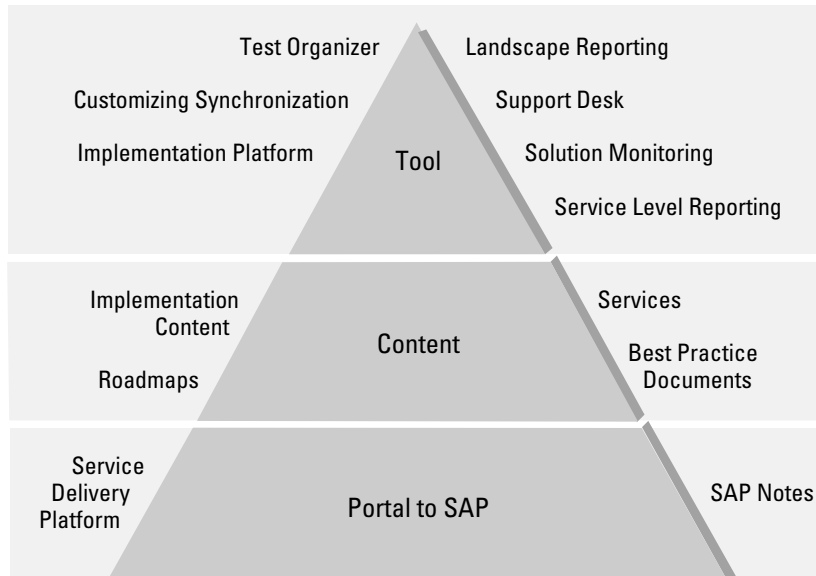 Test Organizer
Landscape Reporting
Customizing Synchronization
Support Desk
Implementation Platform
Tool
Solution Monitoring
Service Level Reporting
Implementation
Content
Roadmaps
Content
Services
Best Practice
Documents
Service
Delivery
Platform
Portal to SAP
SAP Notes